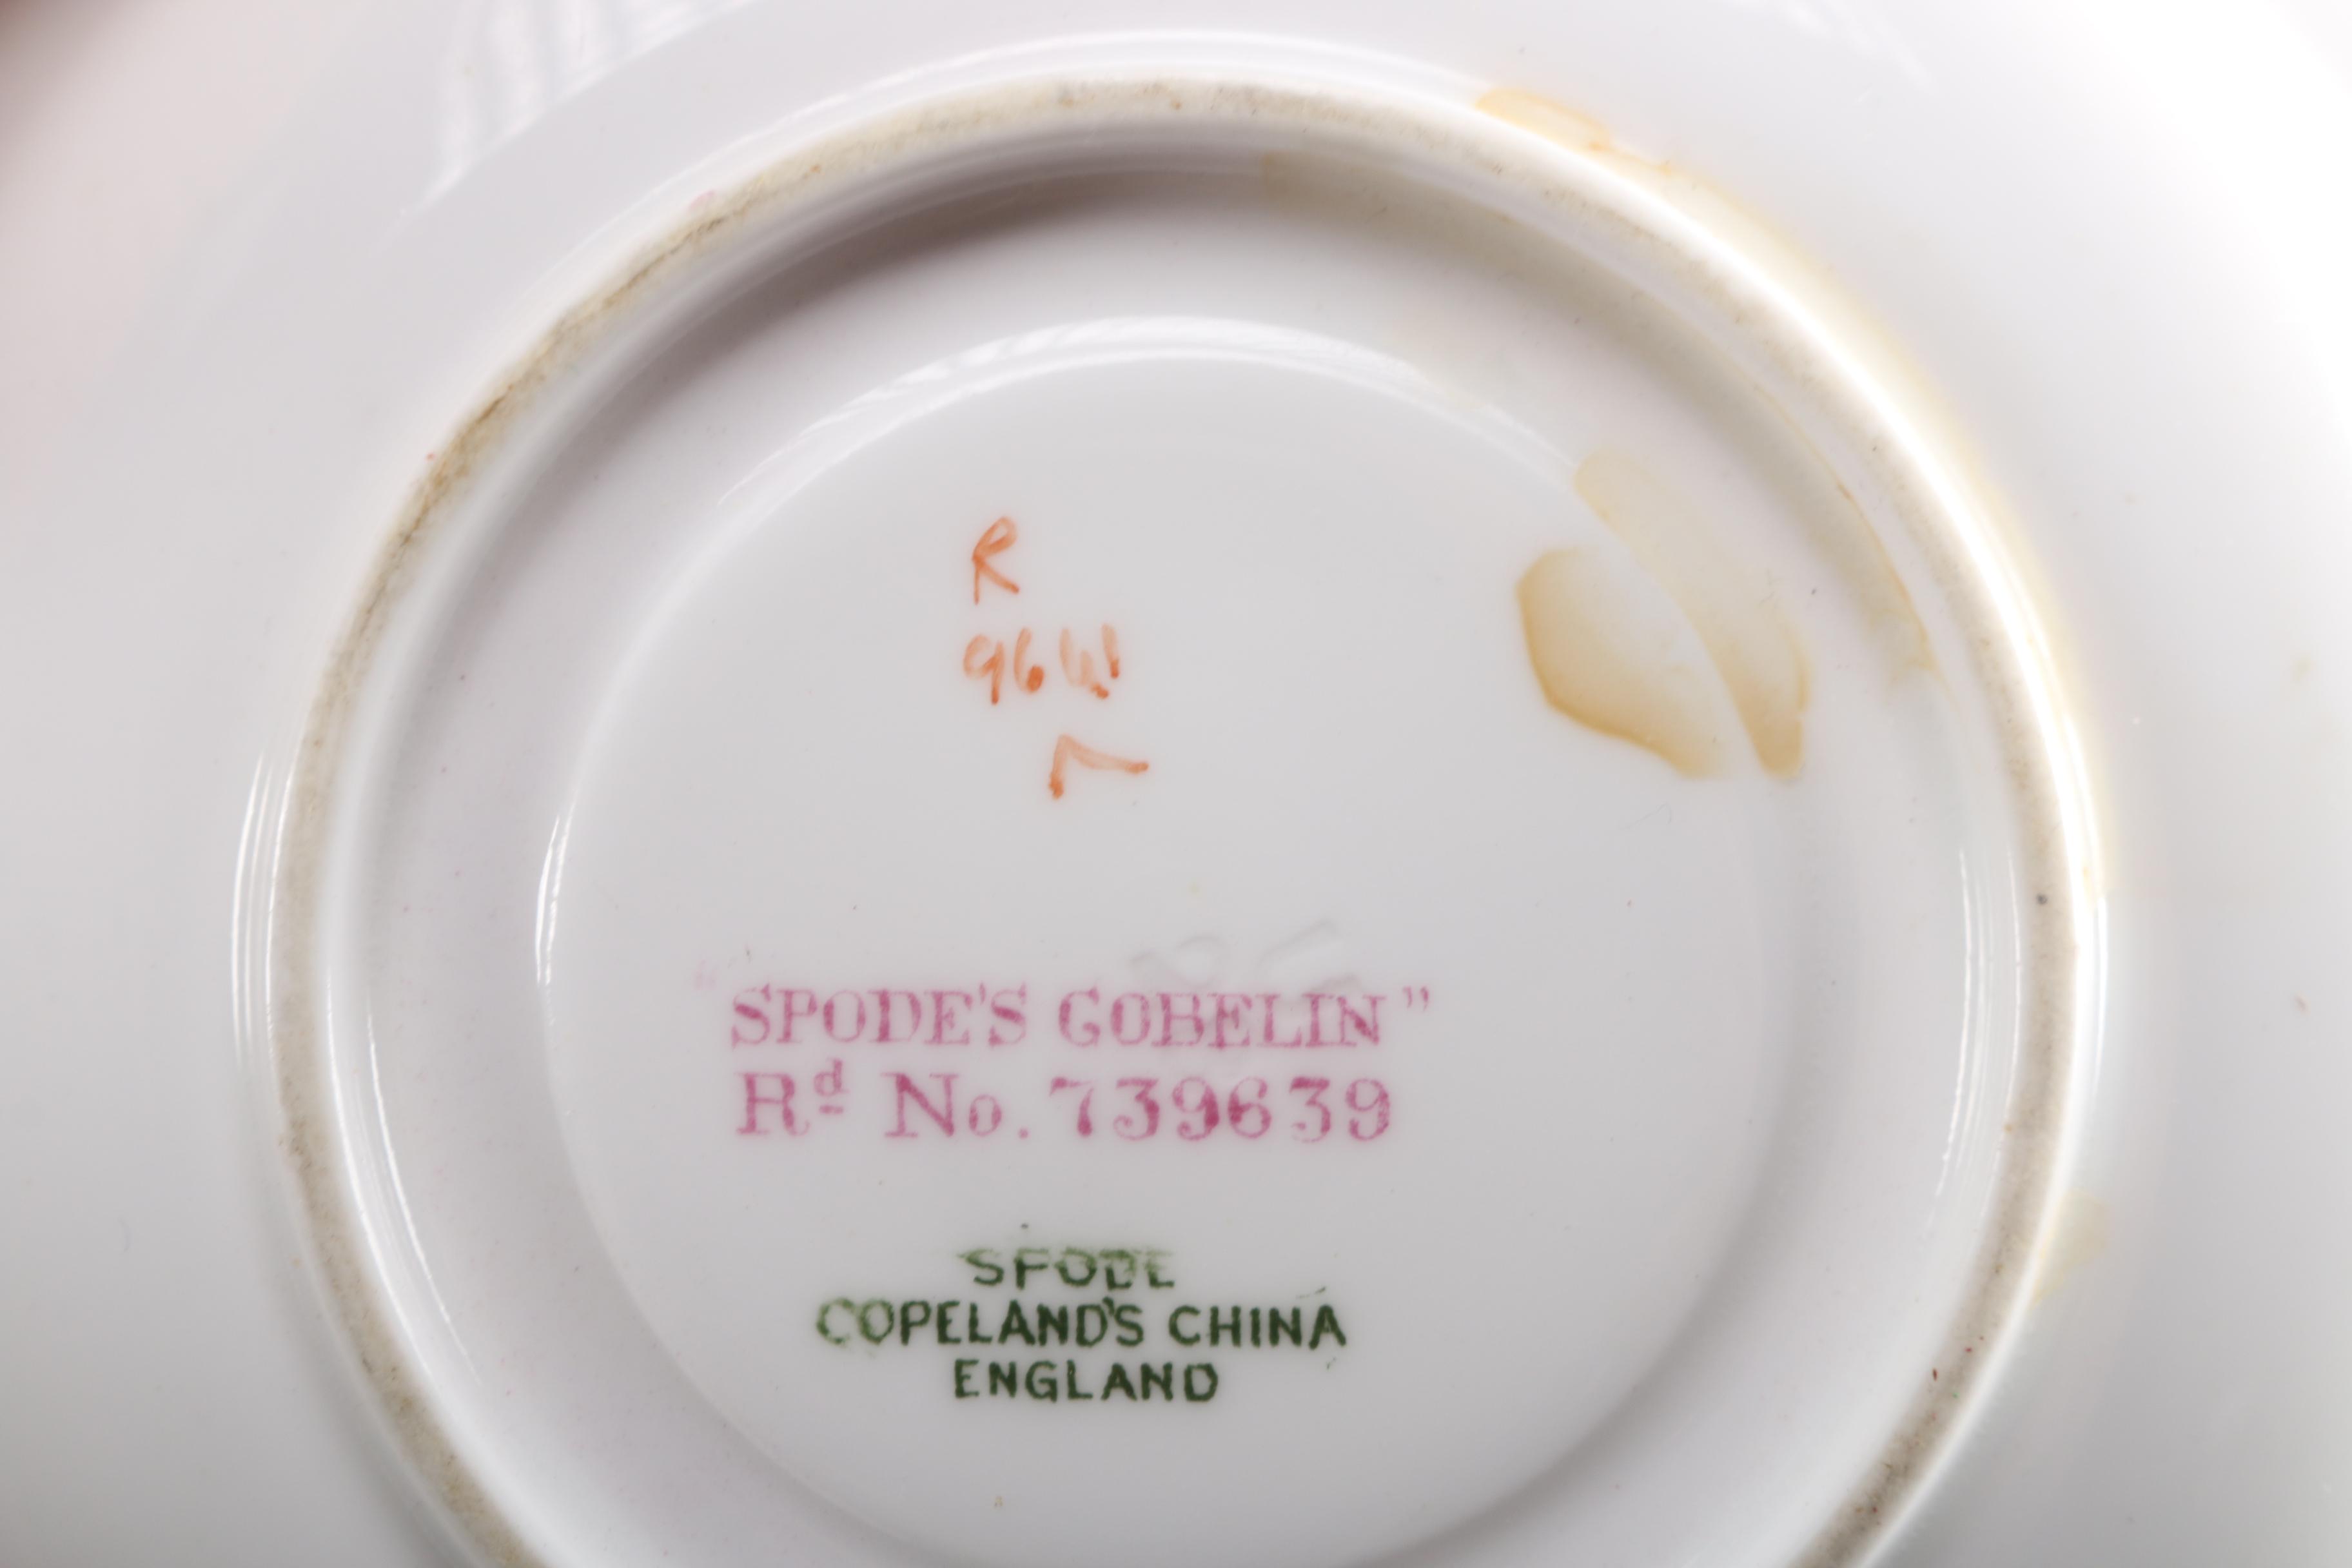 R
9641
"SPODE'S GOBELIN"
Rd No. 739639
SPODE
COPELAND'S CHINA
ENGLAND